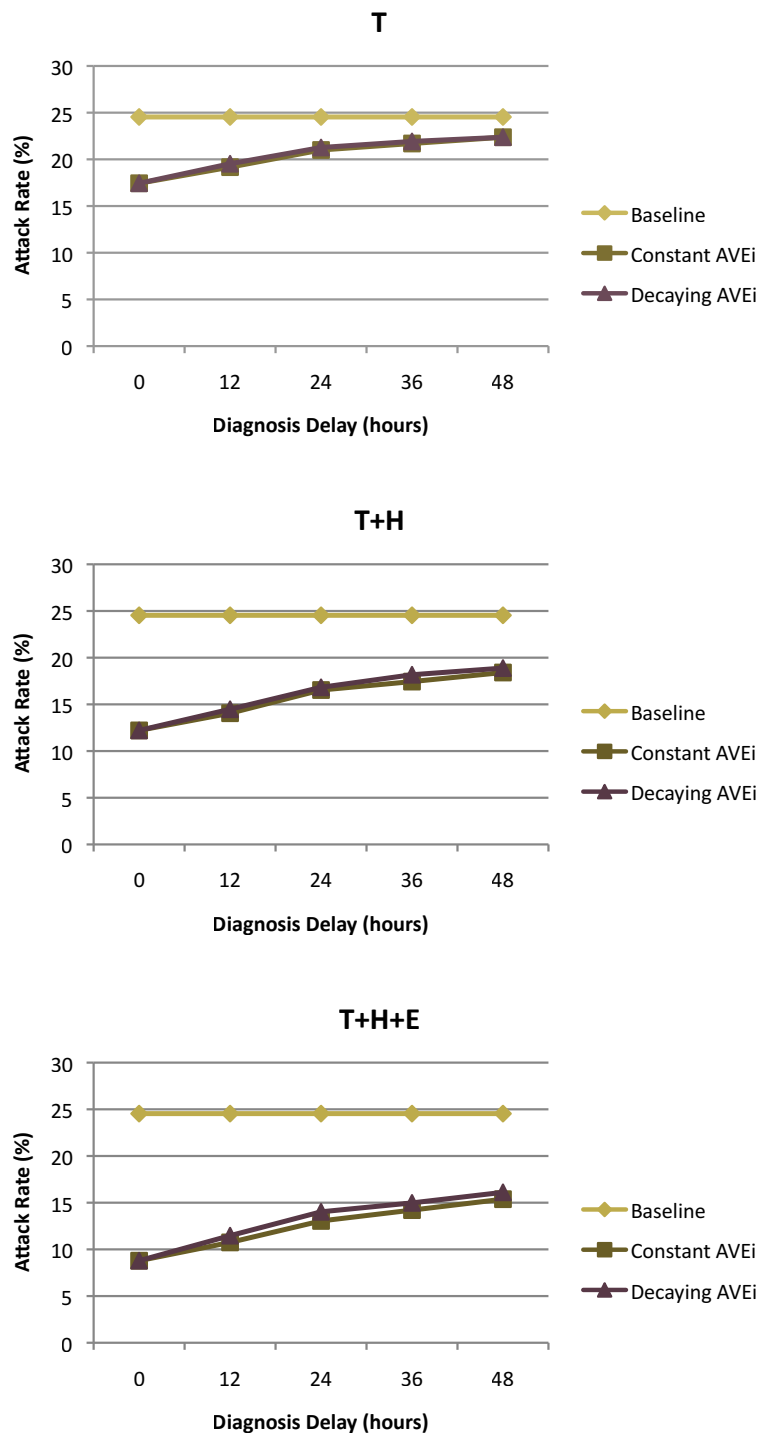 T
30
25
20
15
10
5
0
Attack Rate (%)
0 12 24 36 48
Diagnosis Delay (hours)
Baseline
Constant AVEi
Decaying AVEi
T+H
30
25
20
15
10
5
0
Attack Rate (%)
0 12 24 36 48
Diagnosis Delay (hours)
Baseline
Constant AVEi
Decaying AVEi
T+H+E
30
25
20
15
10
5
0
Attack Rate (%)
0 12 24 36 48
Diagnosis Delay (hours)
Baseline
Constant AVEi
Decaying AVEi